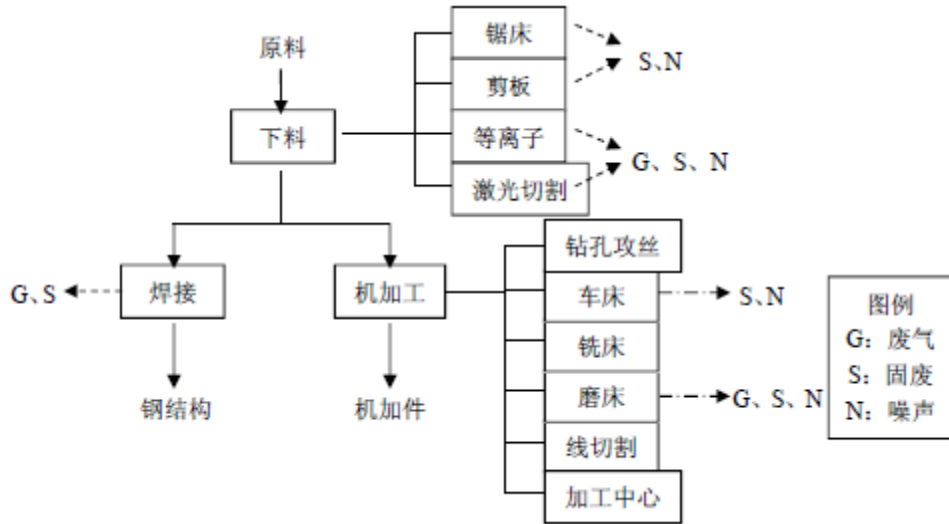 原料
下料
锯床
剪板
等离子
激光切割
S、N
G、S、N
焊接
G、S
钢结构
机加工
机加件
钻孔攻丝
车床
铣床
磨床
线切割
加工中心
S、N
G、S、N
图例
G：废气
S：固废
N：噪声